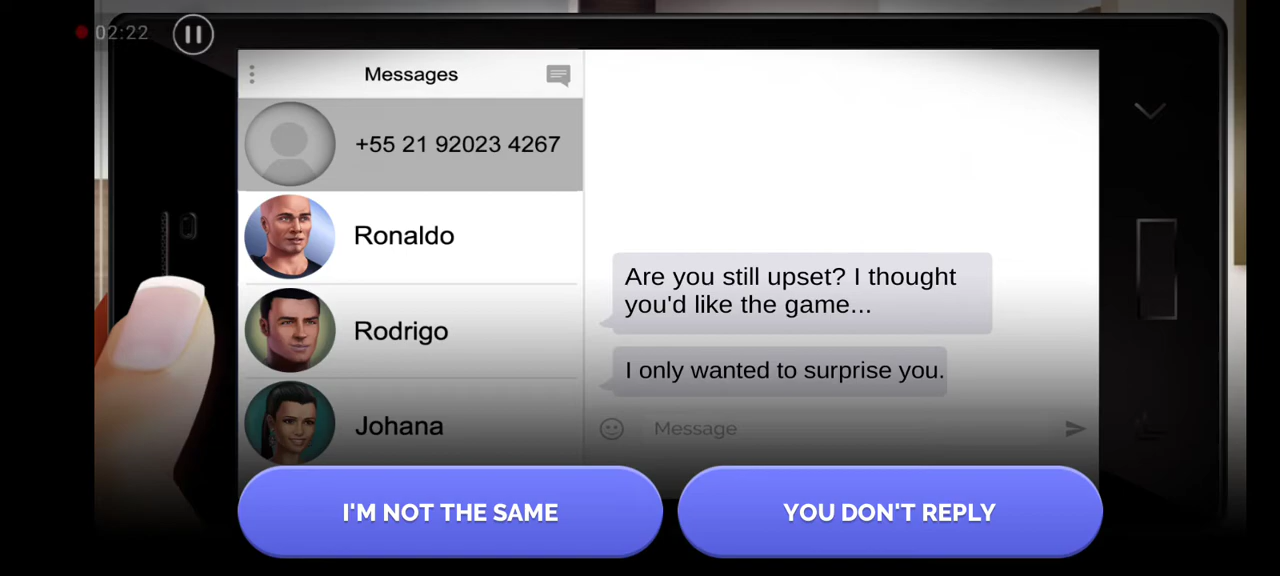 02:22
Messages
+55 21 92023 4267
Ronaldo
Rodrigo
Johana
Are you still upset? I thought
you'd like the game...
I only wanted to surprise you.
Message
I'M NOT THE SAME
YOU DON'T REPLY